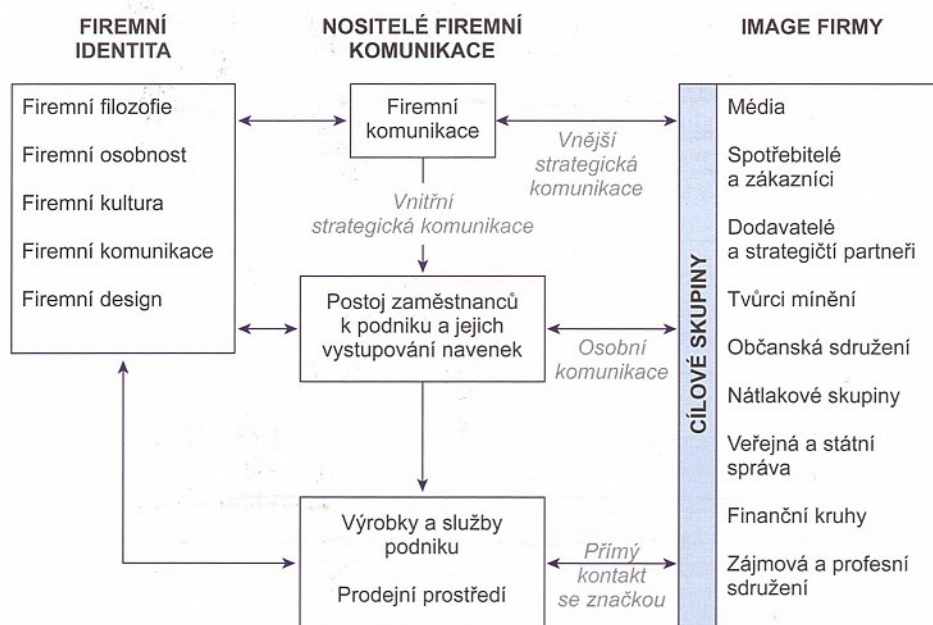 FIREMNÍ
IDENTITA
Firemní filozofie
Firemní osobnost
Firemní kultura
Firemní komunikace
Firemní design
NOSITELÉ FIREMNÍ
KOMUNIKACE
Firemní
komunikace
Vnitřní
strategická komunikace
Postoj zaměstnanců
k podniku a jejich
vystupování navenek
Výrobky a služby
podniku
Prodejní prostředí
Vnější
strategická
komunikace
Osobní
komunikace
Přímý
kontakt
se značkou
IMAGE FIRMY
CÍLOVÉ SKUPINY
Média
Spotřebitelé
a zákazníci
Dodavatelé
a strategičtí partneři
Tvůrci mínění
Občanská sdružení
Nátlakové skupiny
Veřejná a státní
správa
Finanční kruhy
Zájmová a profesní
sdružení